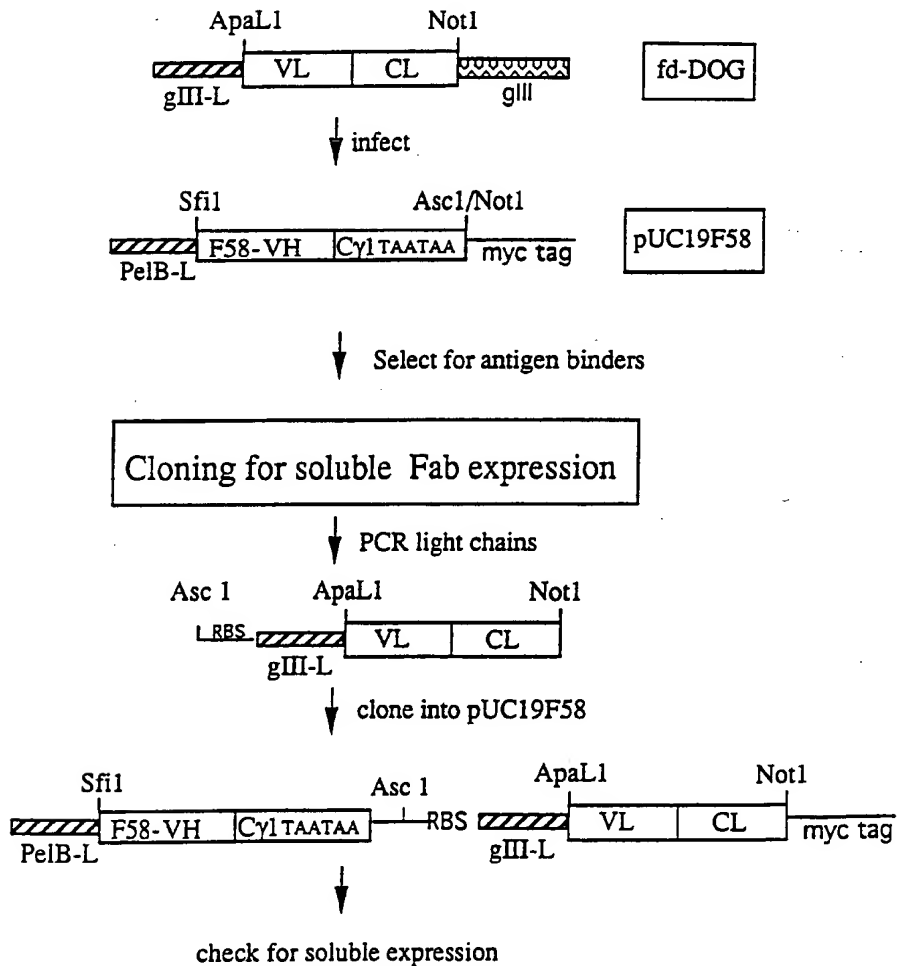 ApaL1 Not1
VL CL fd-DOG
gIII-L gIII
infect
Sfi1 Asc1/Not1
F58-VH Cγ1 TAATAA myc tag pUC19F58
PelB-L
Select for antigen binders
Cloning for soluble Fab expression
PCR light chains
Asc 1 ApaL1 Not1
RBS VL CL
gIII-L
clone into pUC19F58
Sfi1 Asc 1 ApaL1 Not1
F58-VH Cγ1 TAATAA RBS VL CL myc tag
PelB-L gIII-L
check for soluble expression